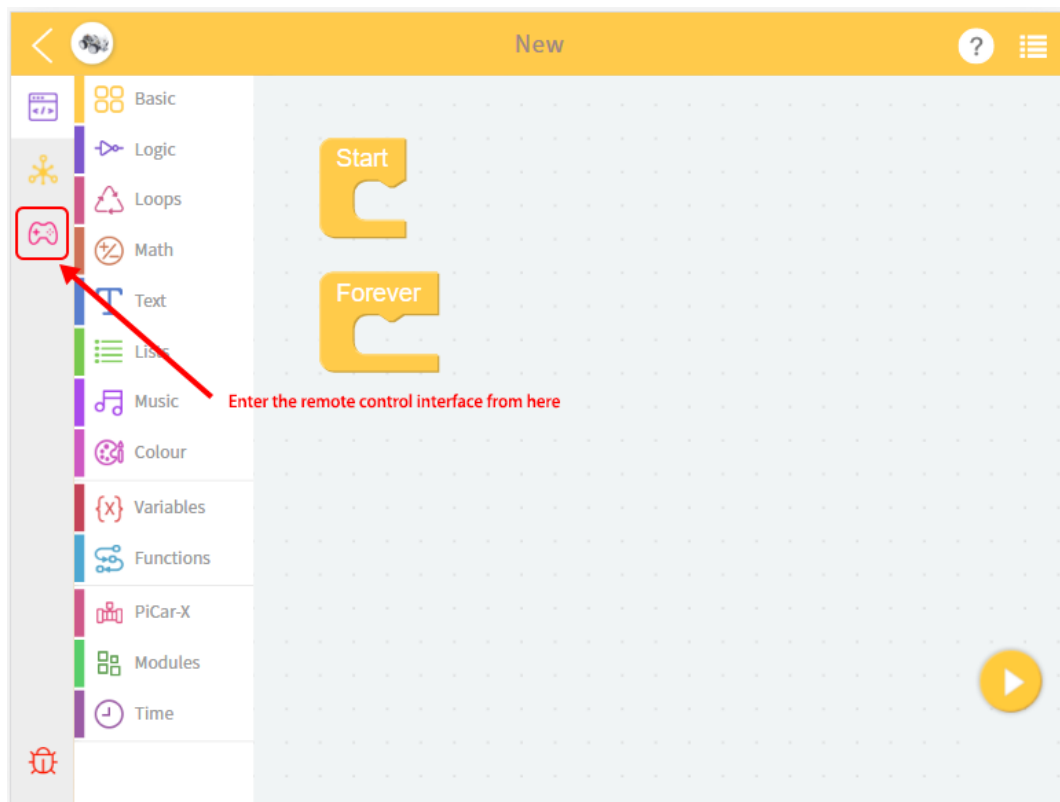 New
?
Basic
Logic
Loops
Math
Text
Lists
Music
Colour
Variables
Functions
PiCar-X
Modules
Time
Start
Forever
Enter the remote control interface from here